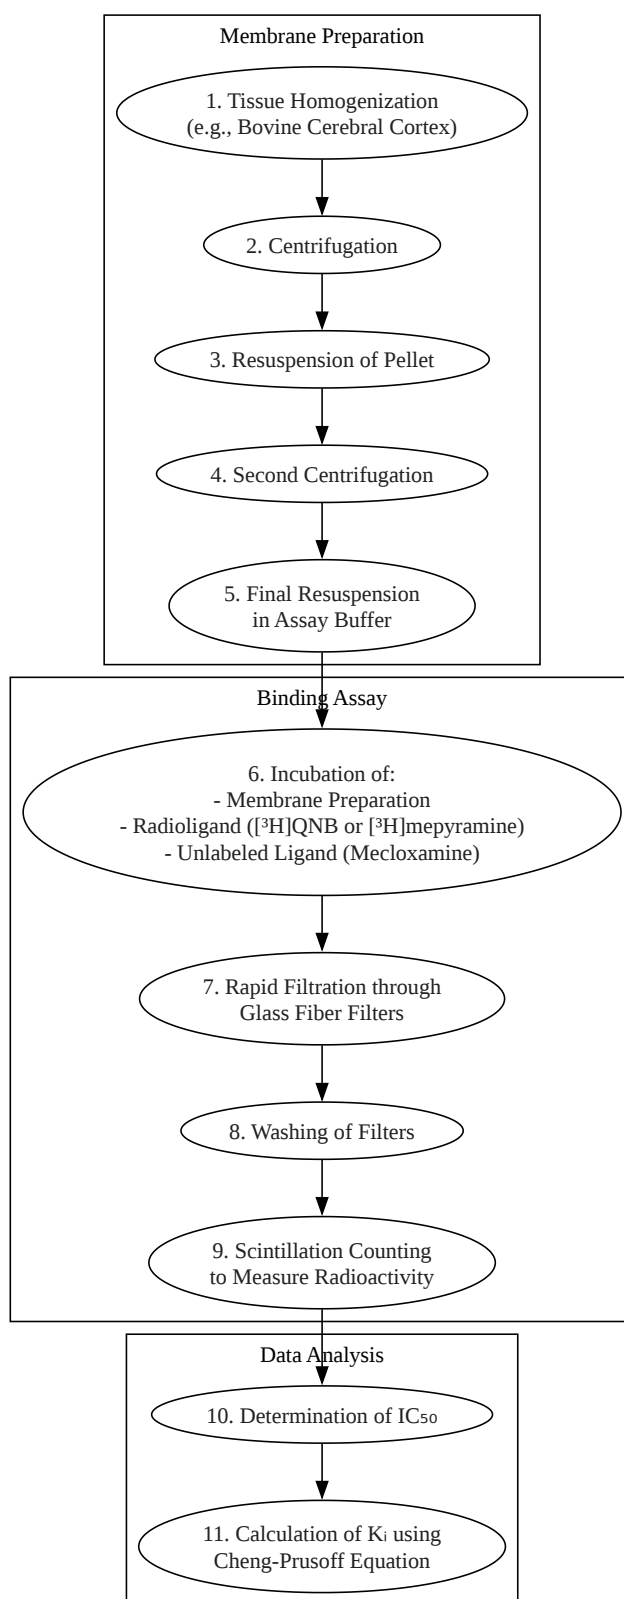 Membrane Preparation
1. Tissue Homogenization
(e.g., Bovine Cerebral Cortex)
2. Centrifugation
3. Resuspension of Pellet
4. Second Centrifugation
5. Final Resuspension
in Assay Buffer
Binding Assay
6. Incubation of:
- Membrane Preparation
- Radioligand ([³H]QNB or [³H]mepyramine)
- Unlabeled Ligand (Mecloxamine)
7. Rapid Filtration through
Glass Fiber Filters
8. Washing of Filters
9. Scintillation Counting
to Measure Radioactivity
Data Analysis
10. Determination of IC₅₀
11. Calculation of Kᵢ using
Cheng-Prusoff Equation